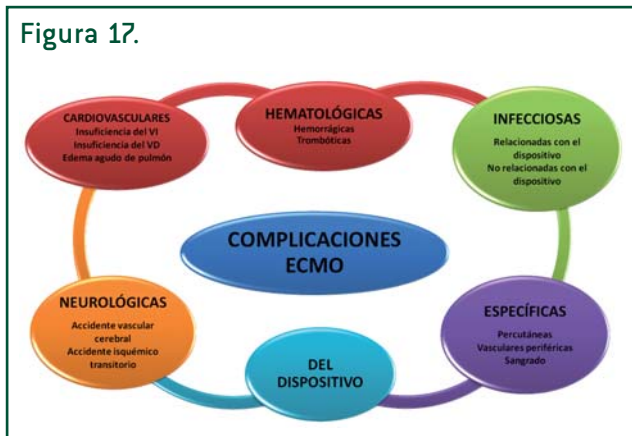 Figura 17.
CARDIOVASCULARES
Insuficiencia del VI
Insuficiencia del VD
Edema agudo de pulmón
HEMATOLÓGICAS
Hemorrágicas
Trombóticas
INFECCIOSAS
Relacionadas con el
dispositivo
No relacionadas con el
dispositivo
COMPLICACIONES
ECMO
NEUROLÓGICAS
Accidente vascular
cerebral
Accidente isquémico
transitorio
DEL
DISPOSITIVO
ESPECÍFICAS
Percutáneas
Vasculares periféricas
Sangrado